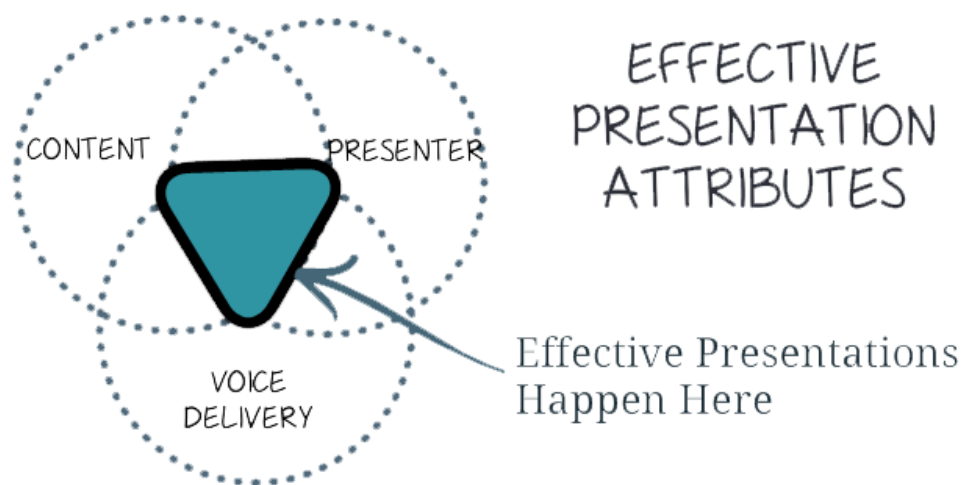 EFFECTIVE
PRESENTATION
ATTRIBUTES
CONTENT
PRESENTER
VOICE
DELIVERY
Effective Presentations
Happen Here